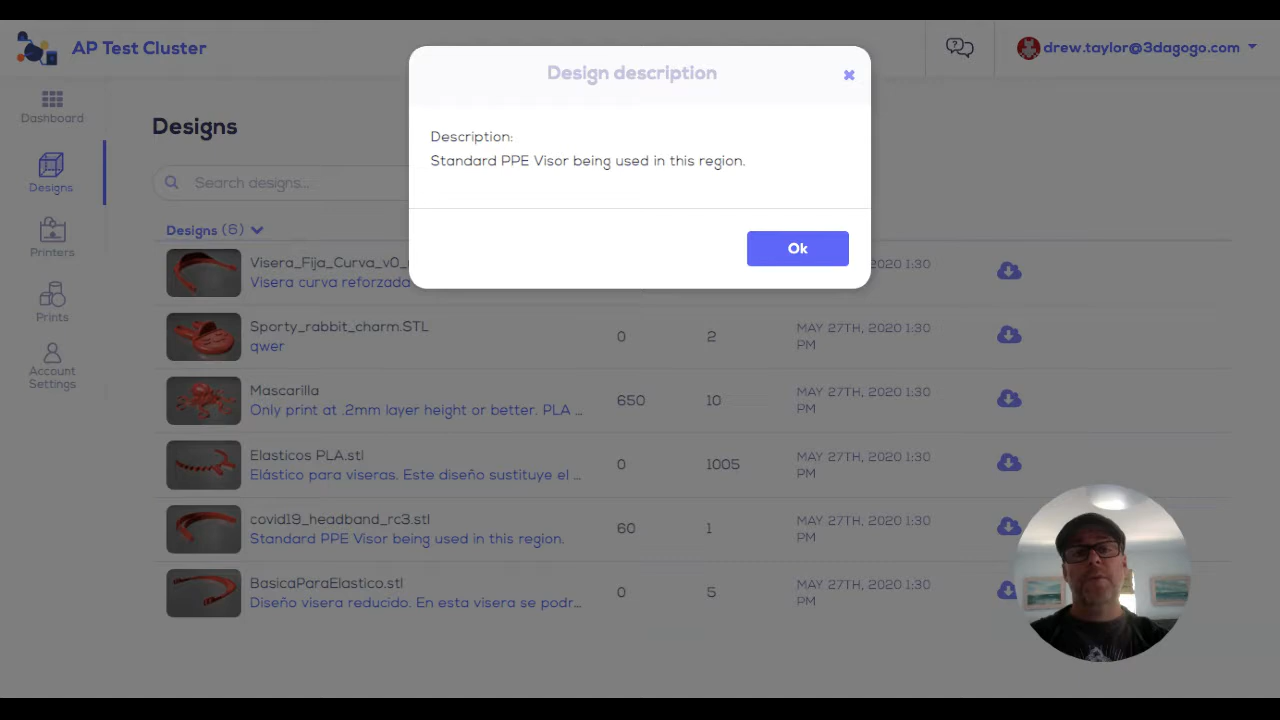 AP Test Cluster
drew.taylor@3dagogo.com
Design description
Description:
Standard PPE Visor being used in this region.
Ok
Dashboard
Designs
Printers
Prints
Account
Settings
Designs
Search designs...
Designs (6)
Visera_Fija_Curva_v0_
Visera curva reforzada
2020 1:30
Sporty_rabbit_charm.STL
qwer
0
2
MAY 27TH, 2020 1:30
PM
Mascarilla
Only print at .2mm layer height or better. PLA ...
650
10
MAY 27TH, 2020 1:30
PM
Elasticos PLA.stl
Elástico para viseras. Este diseño sustituye el ...
0
1005
MAY 27TH, 2020 1:30
PM
covid19_headband_rc3.stl
Standard PPE Visor being used in this region.
60
1
MAY 27TH, 2020 1:30
PM
BasicaParaElastico.stl
Diseño visera reducido. En esta visera se podr...
0
5
MAY 27TH, 2020 1:30
PM